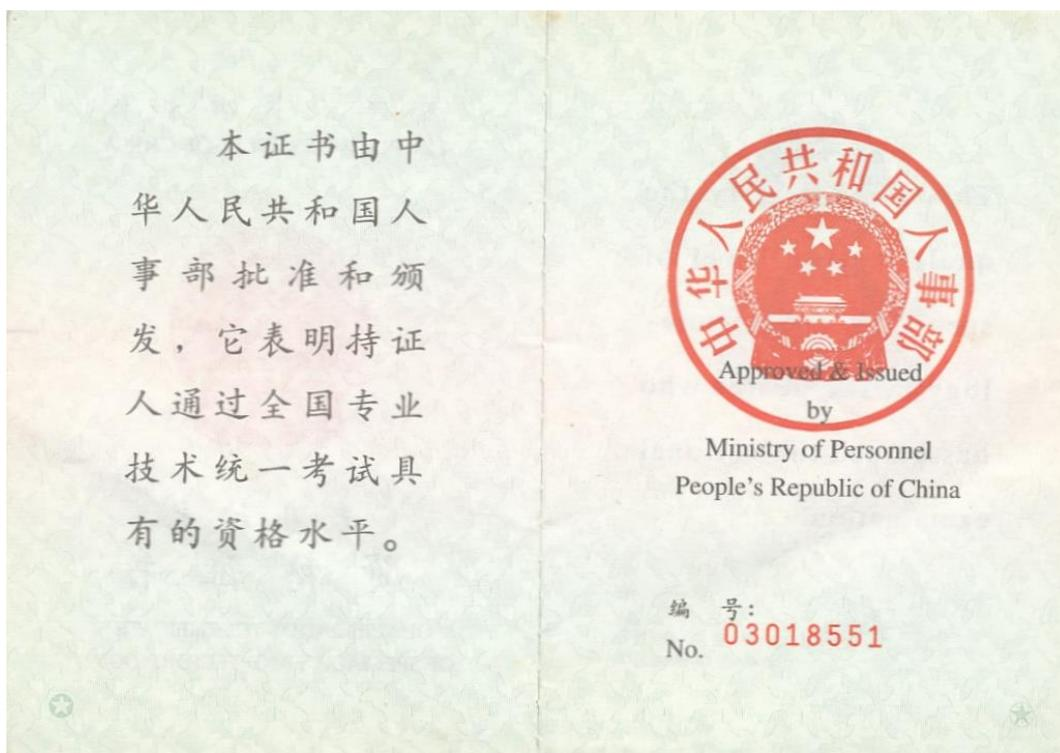 本证书由中
华人民共和国人
事部批准和颁
发，它表明持证
人通过全国专业
技术统一考试具
有的资格水平。
中华人民共和国人事部
Approved & Issued
by
Ministry of Personnel
People's Republic of China
编 号:
No. 03018551